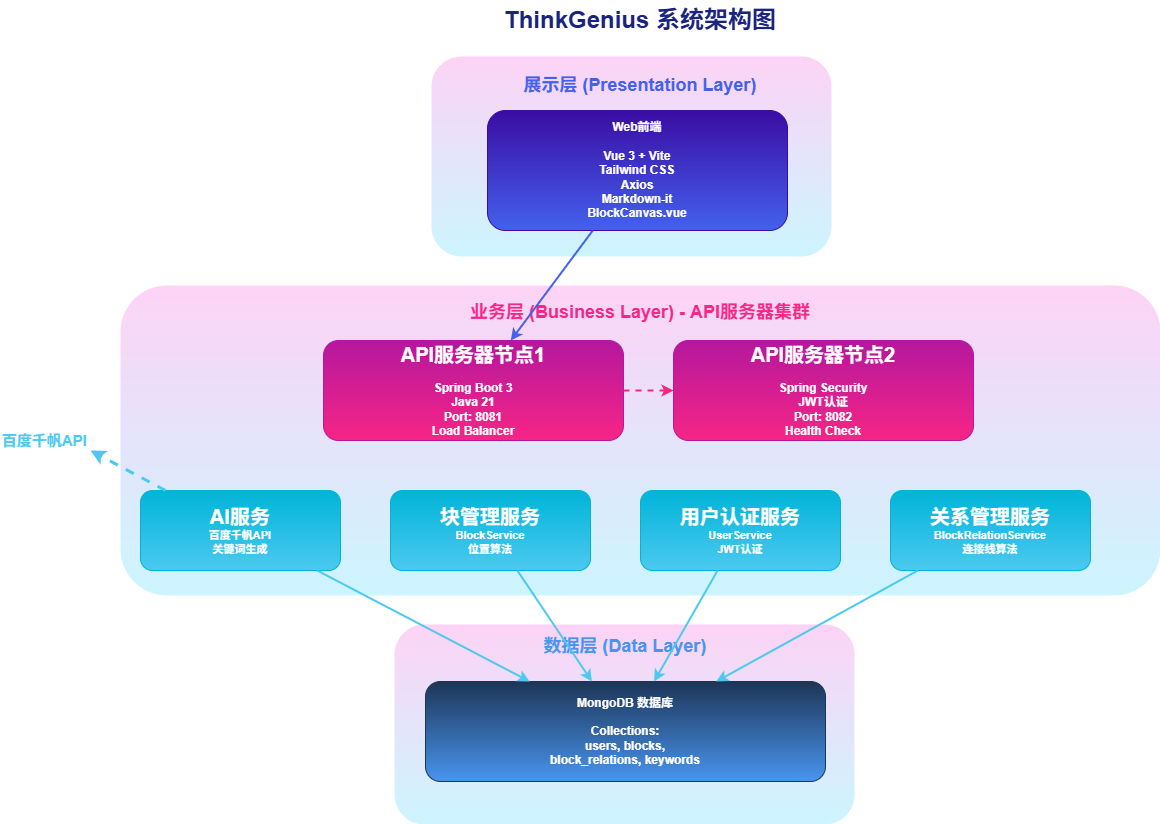 ThinkGenius 系统架构图
展示层 (Presentation Layer)
Web前端
Vue 3 + Vite
Tailwind CSS
Axios
Markdown-it
BlockCanvas.vue
业务层 (Business Layer) - API服务器集群
API服务器节点1
Spring Boot 3
Java 21
Port: 8081
Load Balancer
API服务器节点2
Spring Security
JWT认证
Port: 8082
Health Check
百度千帆API
AI服务
百度千帆API
关键词生成
块管理服务
BlockService
位置算法
用户认证服务
UserService
JWT认证
关系管理服务
BlockRelationService
连接线算法
数据层 (Data Layer)
MongoDB 数据库
Collections:
users, blocks,
block_relations, keywords